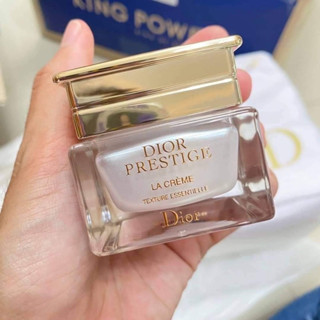 KING POWER
DIOR
PRESTIGE
LA CRÈME
TEXTURE ESSENTIELLE
Dior